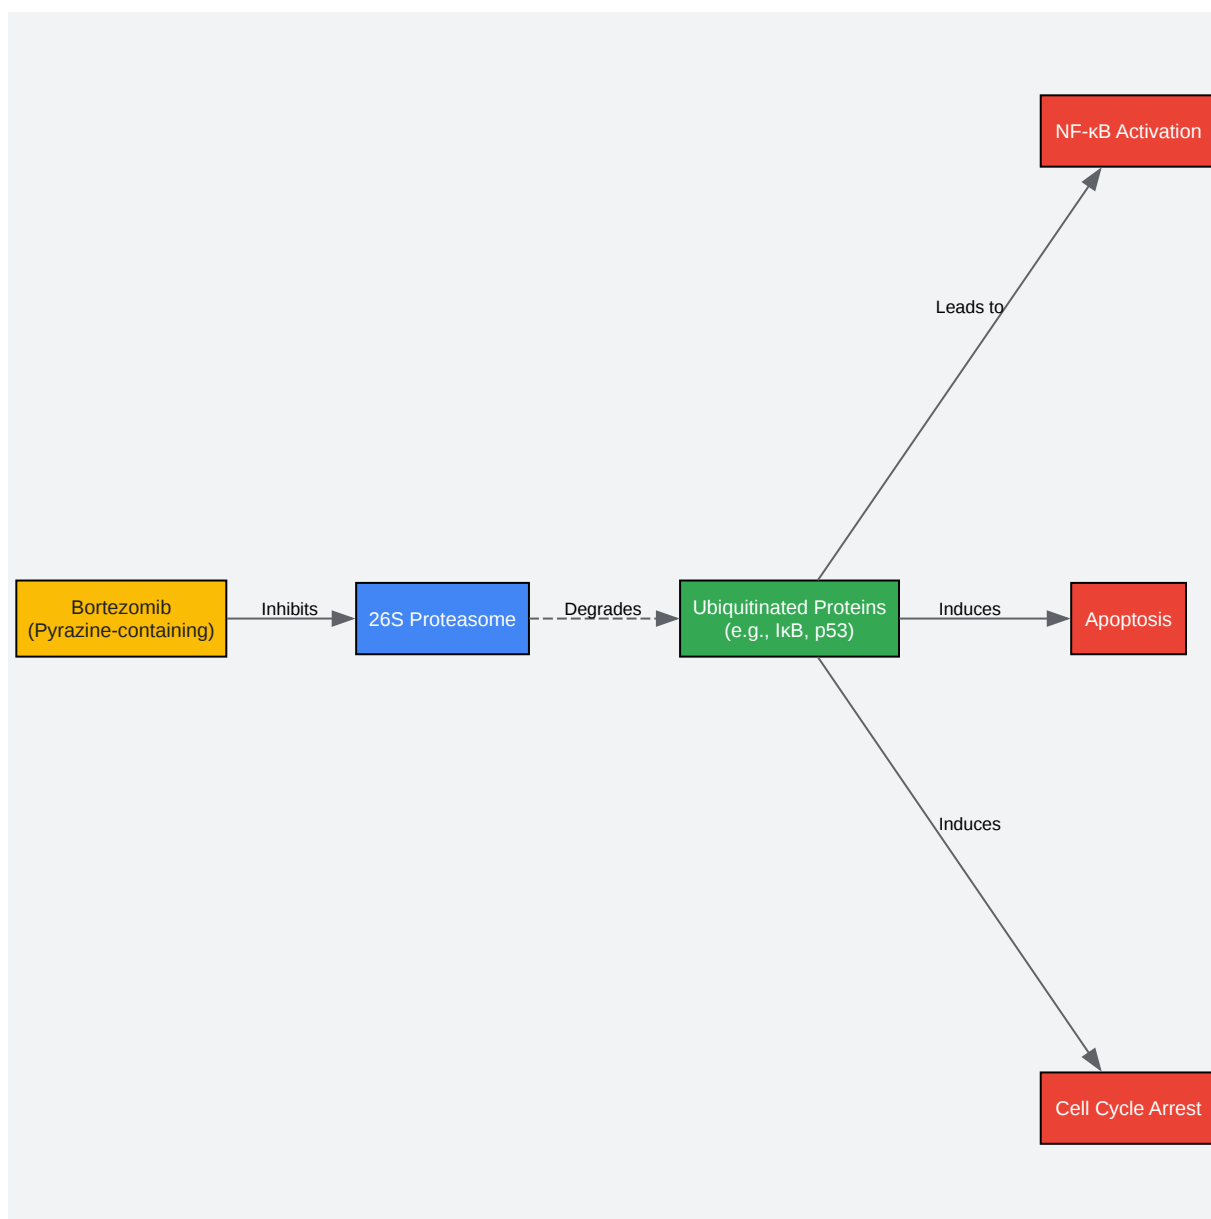 NF-κB Activation
Leads to
Bortezomib
(Pyrazine-containing)
Inhibits
26S Proteasome
Degrades
Ubiquitinated Proteins
(e.g., IκB, p53)
Induces
Apoptosis
Induces
Cell Cycle Arrest